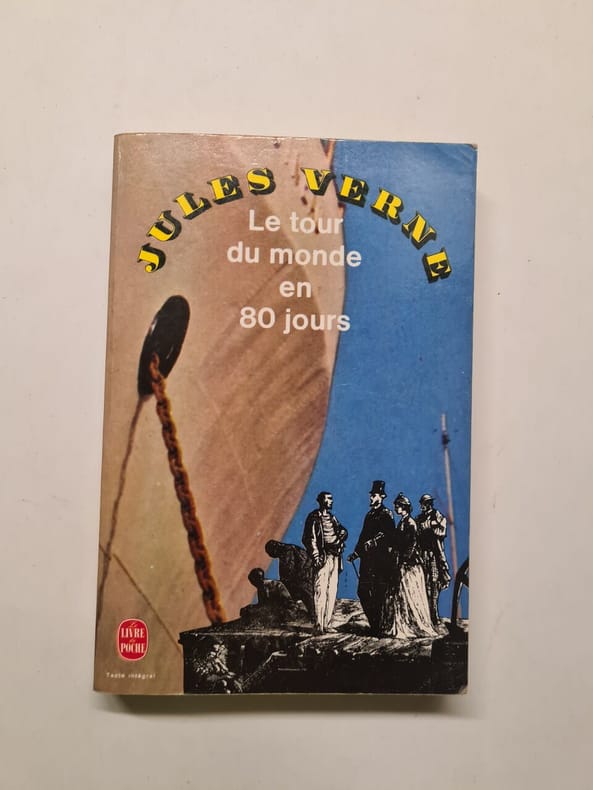 JULES VERNE
Le tour
du monde
en
80 jours
Le
LIVRE
de
POCHE
Texte intégral